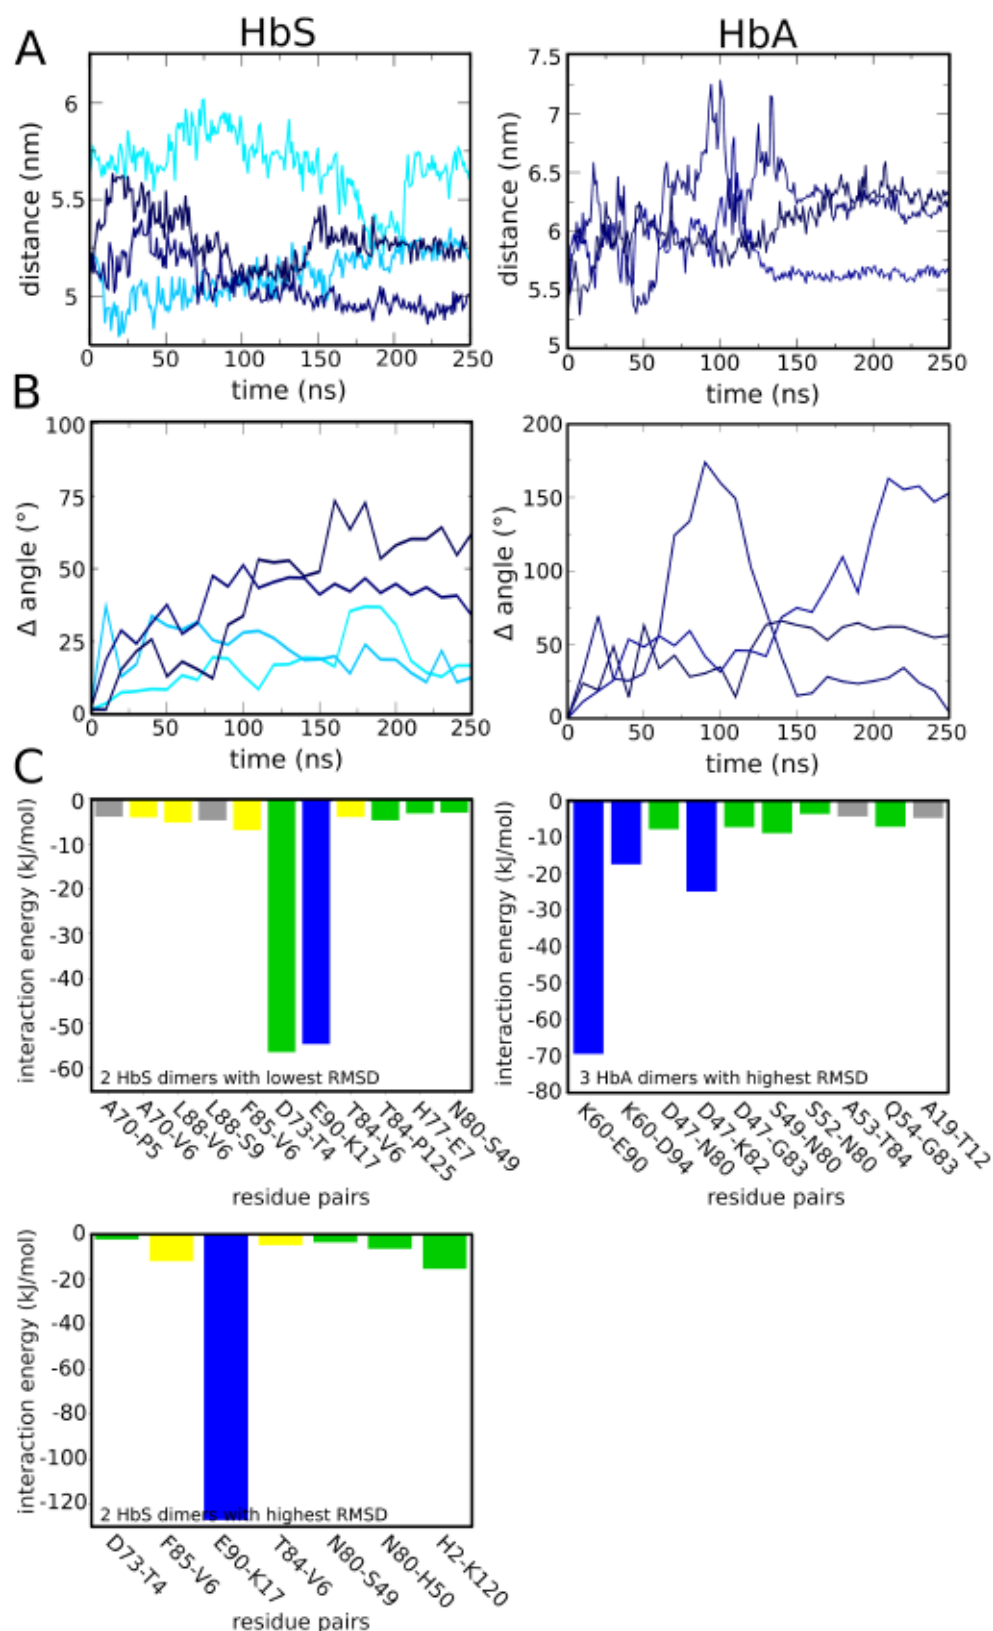 A
HbS
HbA
distance (nm)
6
5.5
5
0 50 100 150 200 250
time (ns)
distance (nm)
7.5
7
6.5
6
5.5
5
0 50 100 150 200 250
time (ns)
B
Δ angle (°)
100
75
50
25
0
0 50 100 150 200 250
time (ns)
Δ angle (°)
200
150
100
50
0
0 50 100 150 200 250
time (ns)
C
interaction energy (kJ/mol)
0
-10
-20
-30
-40
-50
-60
2 HbS dimers with lowest RMSD
A70-P5
A70-V6
L88-V6
L88-S9
F85-V6
D73-T4
E90-K17
T84-V6
T84-P125
H77-E7
N80-S49
residue pairs
interaction energy (kJ/mol)
0
-10
-20
-30
-40
-50
-60
-70
-80
3 HbA dimers with highest RMSD
K60-E90
K60-D94
D47-N80
D47-K82
D47-G83
S49-N80
S52-N80
A53-T84
Q54-G83
A19-T12
residue pairs
interaction energy (kJ/mol)
0
-20
-40
-60
-80
-100
-120
2 HbS dimers with highest RMSD
D73-T4
F85-V6
E90-K17
T84-V6
N80-S49
N80-H50
H2-K120
residue pairs